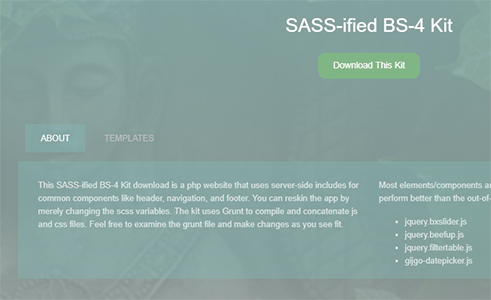 SASS-ified BS-4 Kit
Download This Kit
ABOUT
TEMPLATES
This SASS-ified BS-4 Kit download is a php website that uses server-side includes for
common components like header, navigation, and footer. You can reskin the app by
merely changing the scss variables. The kit uses Grunt to compile and concatenate js
and css files. Feel free to examine the grunt file and make changes as you see fit.
Most elements/components a
perform better than the out-of-
jquery.bxslider.js
jquery.beefup.js
jquery.filtertable.js
gijgo-datepicker.js